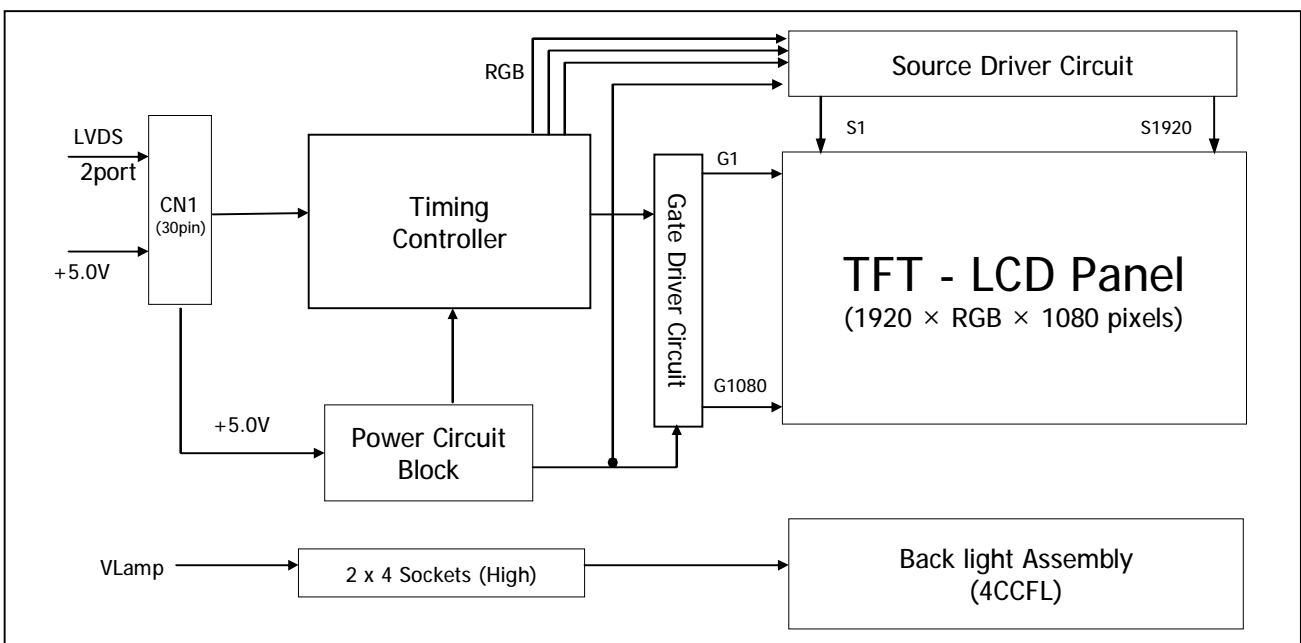 RGB
Source Driver Circuit
S1
S1920
LVDS
2port
CN1
(30pin)
+5.0V
Timing
Controller
Gate Driver Circuit
G1
G1080
TFT - LCD Panel
(1920 × RGB × 1080 pixels)
+5.0V
Power Circuit
Block
VLamp
2 x 4 Sockets (High)
Back light Assembly
(4CCFL)